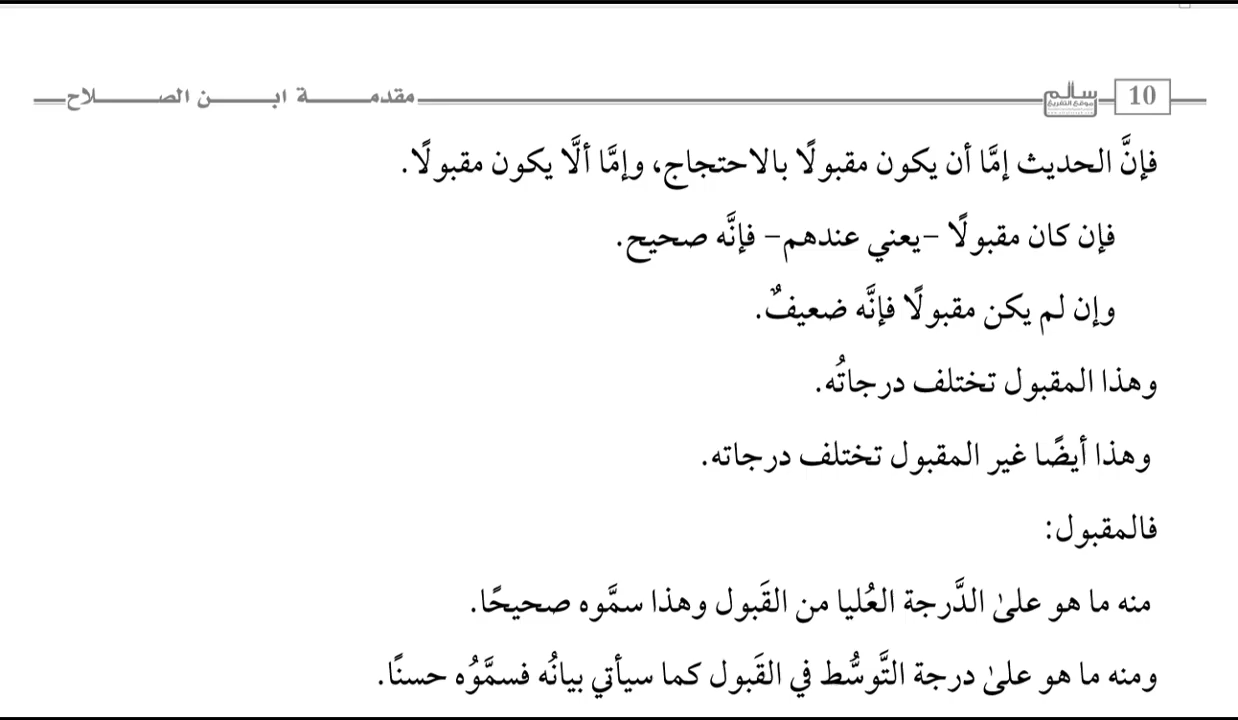 10 سالم موقع التفريغ مقدمة ابن الصلاح
فإنَّ الحديث إمَّا أن يكون مقبولًا بالاحتجاج، وإمَّا ألَّا يكون مقبولًا.
فإن كان مقبولًا –يعني عندهم– فإنَّه صحيح.
وإن لم يكن مقبولًا فإنَّه ضعيفٌ.
وهذا المقبول تختلف درجاتُه.
وهذا أيضًا غير المقبول تختلف درجاته.
فالمقبول:
منه ما هو علىٰ الدَّرجة العُليا من القَبول وهذا سمَّوه صحيحًا.
ومنه ما هو علىٰ درجة التَّوسُّط في القَبول كما سيأتي بيانُه فسمَّوُه حسنًا.